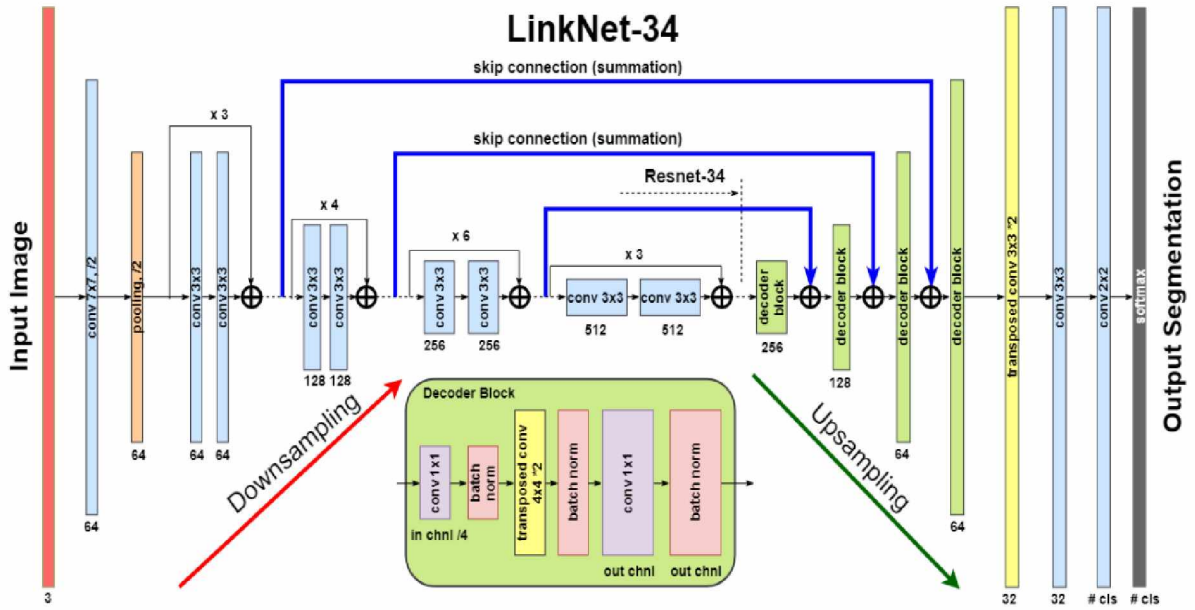 LinkNet-34
skip connection (summation)
x 3
skip connection (summation)
Resnet-34
x 4
x 6
x 3
Input Image
3
conv 7x7, /2
64
pooling, /2
64
conv 3x3
64
conv 3x3
64
conv 3x3
128
conv 3x3
128
conv 3x3
256
conv 3x3
256
conv 3x3
512
conv 3x3
512
decoder
block
256
decoder block
128
decoder block
64
decoder block
64
transposed conv 3x3 *2
32
conv 3x3
32
conv 2x2
# cls
softmax
# cls
Output Segmentation
Downsampling
Upsampling
Decoder Block
conv 1x1
in chnl /4
batch
norm
transposed conv
4x4 *2
batch norm
conv 1x1
out chnl
batch norm
out chnl